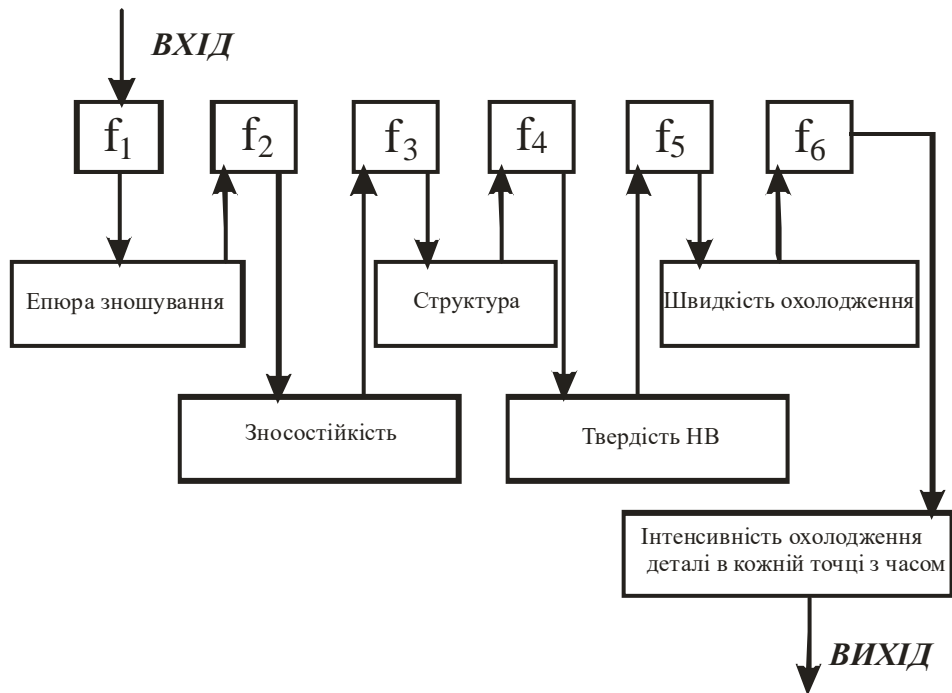 ВХІД
f1 f2 f3 f4 f5 f6
Епюра зношування
Структура
Швидкість охолодження
Зносостійкість
Твердість НВ
Інтенсивність охолодження
деталі в кожній точці з часом
ВИХІД